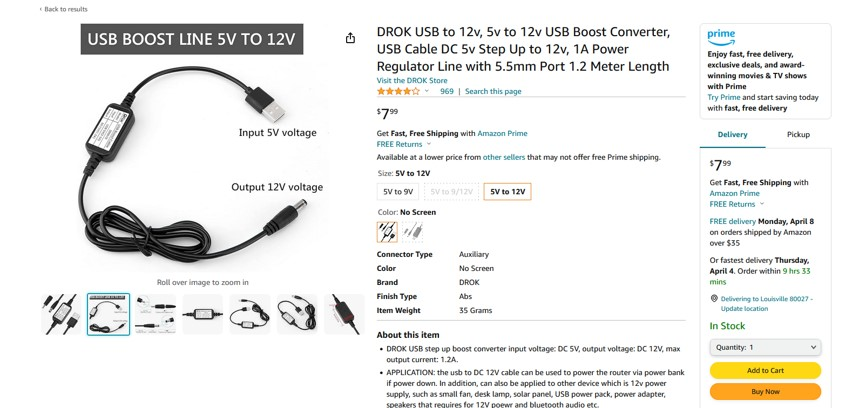 ‹ Back to results
USB BOOST LINE 5V TO 12V
Input 5V voltage
Output 12V voltage
Roll over image to zoom in
DROK USB to 12v, 5v to 12v USB Boost Converter,
USB Cable DC 5v Step Up to 12v, 1A Power
Regulator Line with 5.5mm Port 1.2 Meter Length
Visit the DROK Store
969 | Search this page
$7.99
Get Fast, Free Shipping with Amazon Prime
FREE Returns
Available at a lower price from other sellers that may not offer free Prime shipping.
Size: 5V to 12V
5V to 9V
5V to 9/12V
5V to 12V
Color: No Screen
Connector Type Auxiliary
Color No Screen
Brand DROK
Finish Type Abs
Item Weight 35 Grams
About this item
• DROK USB step up boost converter input voltage: DC 5V, output voltage: DC 12V, max
output current: 1.2A.
• APPLICATION: the usb to DC 12V cable can be used to power the router via power bank
if power down. In addition, can also be applied to other device which is 12v power
supply, such as small fan, desk lamp, solar panel, USB power pack, power adapter,
speakers that requires for 12V power and bluetooth audio etc.
prime
Enjoy fast, free delivery,
exclusive deals, and award-
winning movies & TV shows
with Prime
Try Prime and start saving today
with fast, free delivery
Delivery
Pickup
$7.99
Get Fast, Free Shipping with
Amazon Prime
FREE Returns
FREE delivery Monday, April 8
on orders shipped by Amazon
over $35
Or fastest delivery Thursday,
April 4. Order within 9 hrs 33
mins
Delivering to Louisville 80027 -
Update location
In Stock
Quantity: 1
Add to Cart
Buy Now